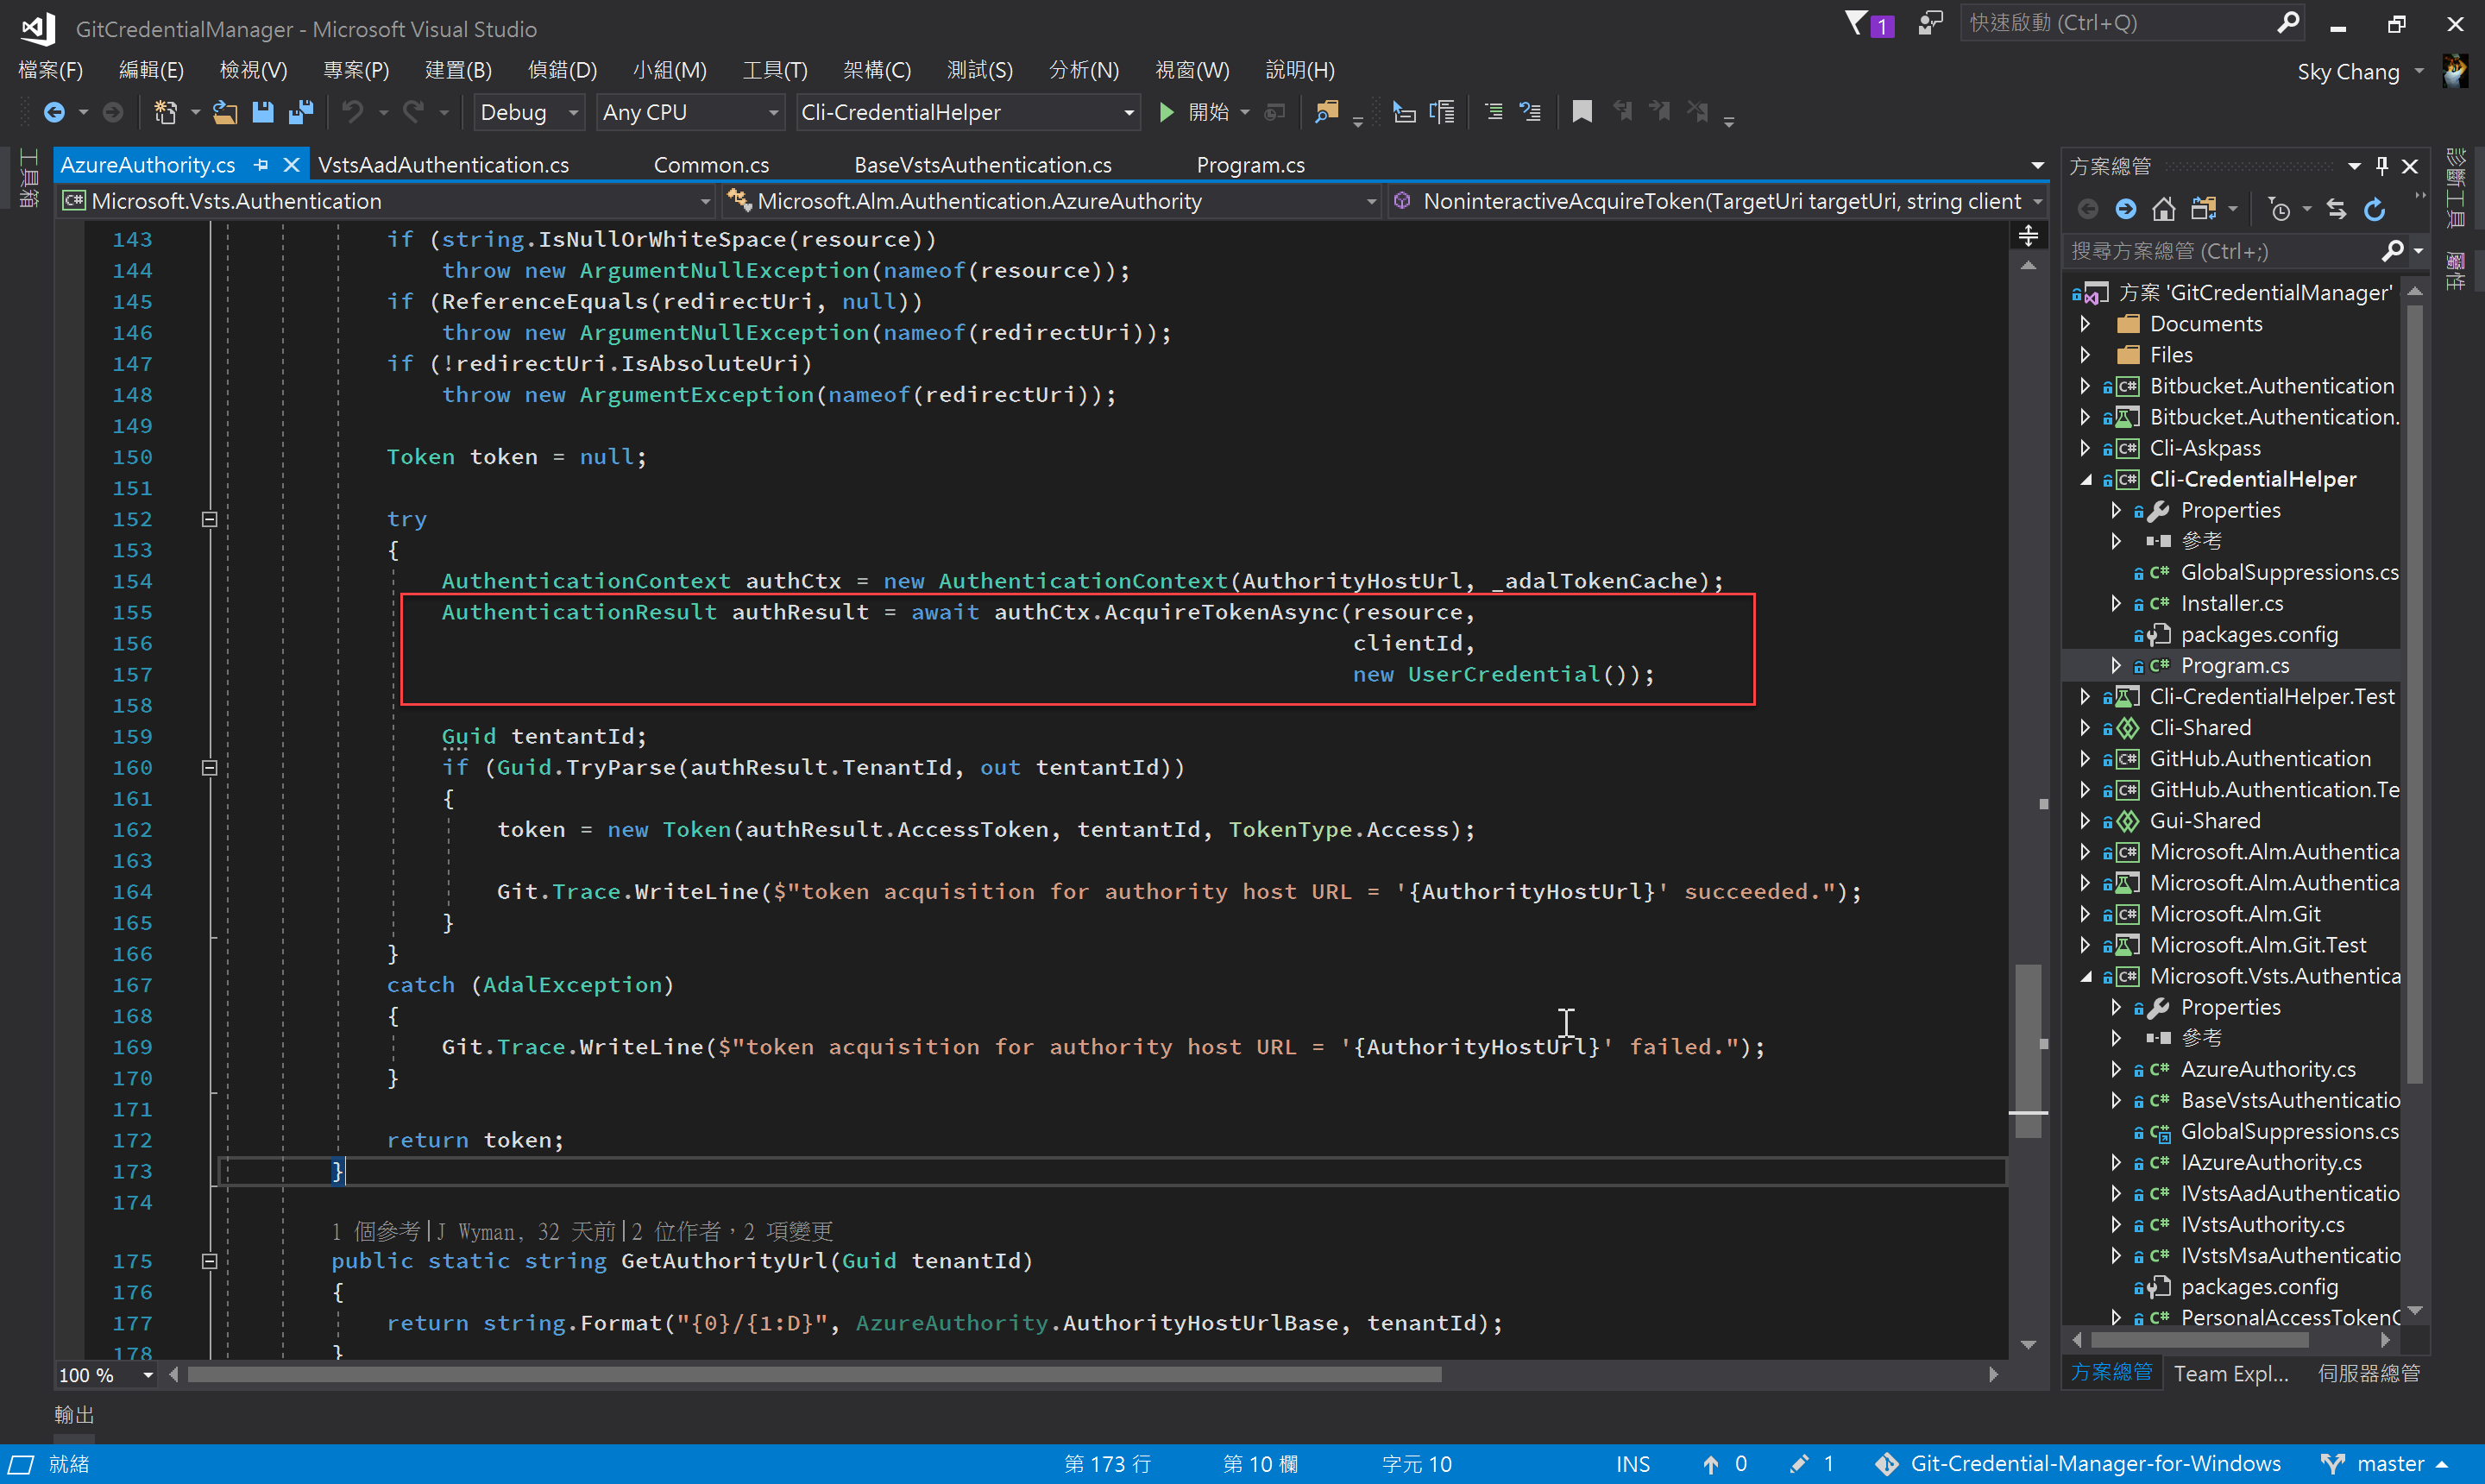 GitCredentialManager - Microsoft Visual Studio
1
快速啟動 (Ctrl+Q)
檔案(F) 編輯(E) 檢視(V) 專案(P) 建置(B) 偵錯(D) 小組(M) 工具(T) 架構(C) 測試(S) 分析(N) 視窗(W) 說明(H)
Sky Chang
Debug Any CPU Cli-CredentialHelper 開始
工具箱
AzureAuthority.cs VstsAadAuthentication.cs Common.cs BaseVstsAuthentication.cs Program.cs
C# Microsoft.Vsts.Authentication Microsoft.Alm.Authentication.AzureAuthority NoninteractiveAcquireToken(TargetUri targetUri, string client
143 if (string.IsNullOrWhiteSpace(resource))
144 throw new ArgumentNullException(nameof(resource));
145 if (ReferenceEquals(redirectUri, null))
146 throw new ArgumentNullException(nameof(redirectUri));
147 if (!redirectUri.IsAbsoluteUri)
148 throw new ArgumentException(nameof(redirectUri));
149
150 Token token = null;
151
152 try
153 {
154 AuthenticationContext authCtx = new AuthenticationContext(AuthorityHostUrl, _adalTokenCache);
155 AuthenticationResult authResult = await authCtx.AcquireTokenAsync(resource,
156 clientId,
157 new UserCredential());
158
159 Guid tentantId;
160 if (Guid.TryParse(authResult.TenantId, out tentantId))
161 {
162 token = new Token(authResult.AccessToken, tentantId, TokenType.Access);
163
164 Git.Trace.WriteLine($"token acquisition for authority host URL = '{AuthorityHostUrl}' succeeded.");
165 }
166 }
167 catch (AdalException)
168 {
169 Git.Trace.WriteLine($"token acquisition for authority host URL = '{AuthorityHostUrl}' failed.");
170 }
171
172 return token;
173 }
174
1 個參考|J Wyman, 32 天前|2 位作者，2 項變更
175 public static string GetAuthorityUrl(Guid tenantId)
176 {
177 return string.Format("{0}/{1:D}", AzureAuthority.AuthorityHostUrlBase, tenantId);
178 }
100 %
輸出
方案總管
搜尋方案總管 (Ctrl+;)
方案 'GitCredentialManager'
Documents
Files
C# Bitbucket.Authentication
Bitbucket.Authentication.
C# Cli-Askpass
C# Cli-CredentialHelper
Properties
參考
C# GlobalSuppressions.cs
C# Installer.cs
packages.config
C# Program.cs
Cli-CredentialHelper.Test
Cli-Shared
C# GitHub.Authentication
C# GitHub.Authentication.Te
Gui-Shared
C# Microsoft.Alm.Authentica
Microsoft.Alm.Authentica
C# Microsoft.Alm.Git
Microsoft.Alm.Git.Test
C# Microsoft.Vsts.Authentica
Properties
參考
C# AzureAuthority.cs
C# BaseVstsAuthenticatio
C# GlobalSuppressions.cs
C# IAzureAuthority.cs
C# IVstsAadAuthenticatio
C# IVstsAuthority.cs
C# IVstsMsaAuthenticatio
packages.config
C# PersonalAccessTokenC
方案總管 Team Expl... 伺服器總管
診斷工具
屬性
就緒 第 173 行 第 10 欄 字元 10 INS 0 1 Git-Credential-Manager-for-Windows master